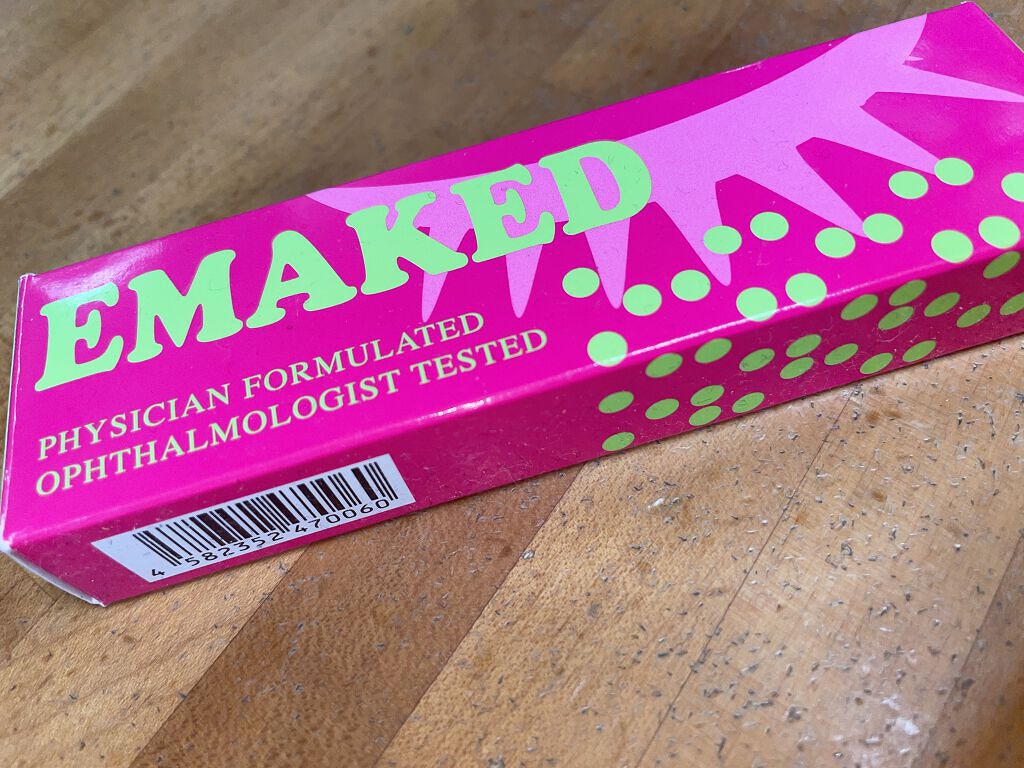 EMAKED
PHYSICIAN FORMULATED
OPHTHALMOLOGIST TESTED
4 582352 470060